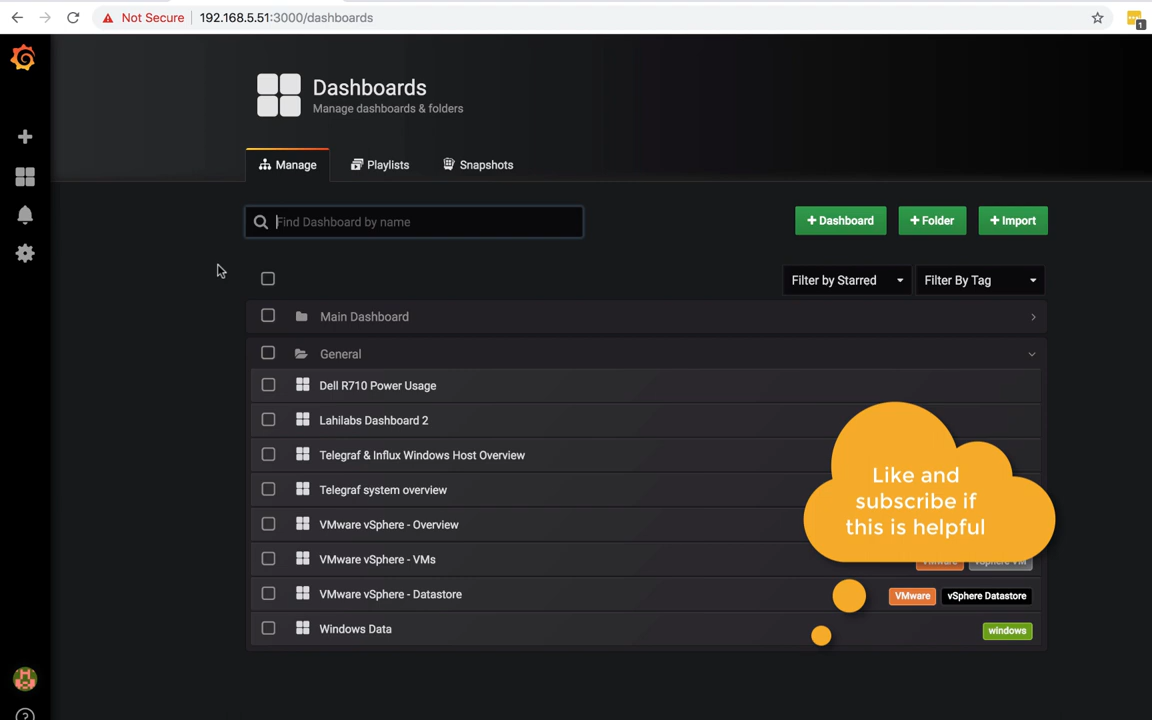 Not Secure
192.168.5.51:3000/dashboards
1
Dashboards
Manage dashboards & folders
Manage
Playlists
Snapshots
Find Dashboard by name
+ Dashboard
+ Folder
+ Import
Filter by Starred
Filter By Tag
Main Dashboard
General
Dell R710 Power Usage
Lahilabs Dashboard 2
Telegraf & Influx Windows Host Overview
Telegraf system overview
VMware vSphere - Overview
VMware vSphere - VMs
VMware vSphere - Datastore
VMware
vSphere Datastore
Windows Data
windows
Like and
subscribe if
this is helpful